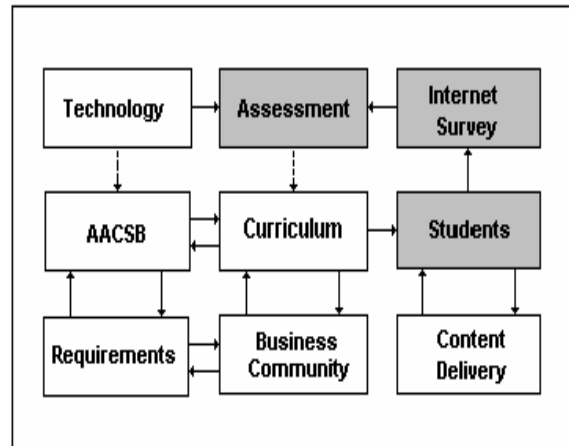 Technology
Assessment
Internet
Survey
AACSB
Curriculum
Students
Requirements
Business
Community
Content
Delivery